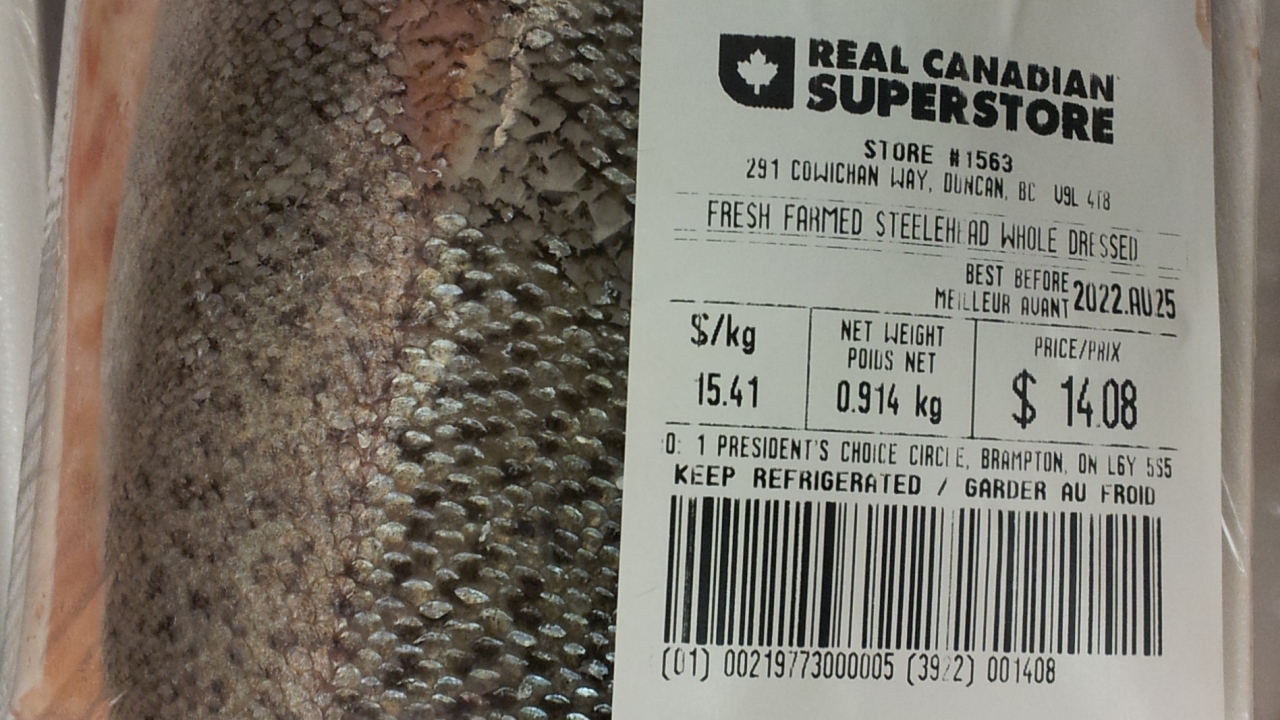 REAL CANADIAN
SUPERSTORE
STORE #1563
291 COWICHAN WAY, DUNCAN, BC V9L 4T8
FRESH FARMED STEELEHEAD WHOLE DRESSED
BEST BEFORE
MEILLEUR AVANT 2022.AU25
$/kg
15.41
NET WEIGHT
POIDS NET
0.914 kg
PRICE/PRIX
$ 14.08
O: 1 PRESIDENT'S CHOICE CIRCLE, BRAMPTON, ON L6Y 5S5
KEEP REFRIGERATED / GARDER AU FROID
(01) 00219773000005 (3922) 001408